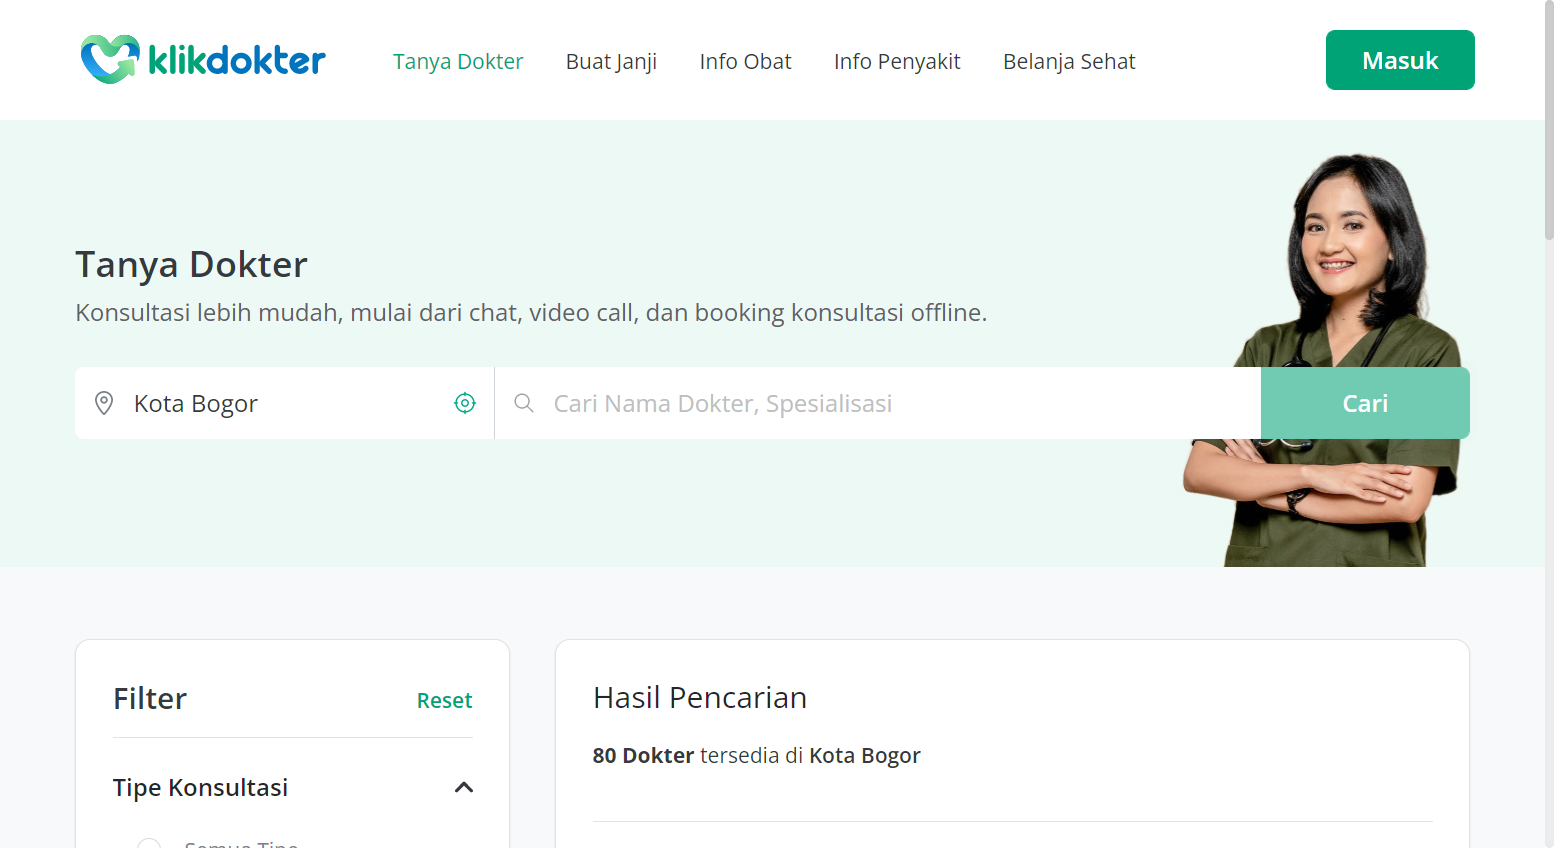 klikdokter
Tanya Dokter
Buat Janji
Info Obat
Info Penyakit
Belanja Sehat
Masuk
Tanya Dokter
Konsultasi lebih mudah, mulai dari chat, video call, dan booking konsultasi offline.
Kota Bogor
Cari Nama Dokter, Spesialisasi
Cari
Filter
Reset
Tipe Konsultasi
Semua Tipe
Hasil Pencarian
80 Dokter tersedia di Kota Bogor